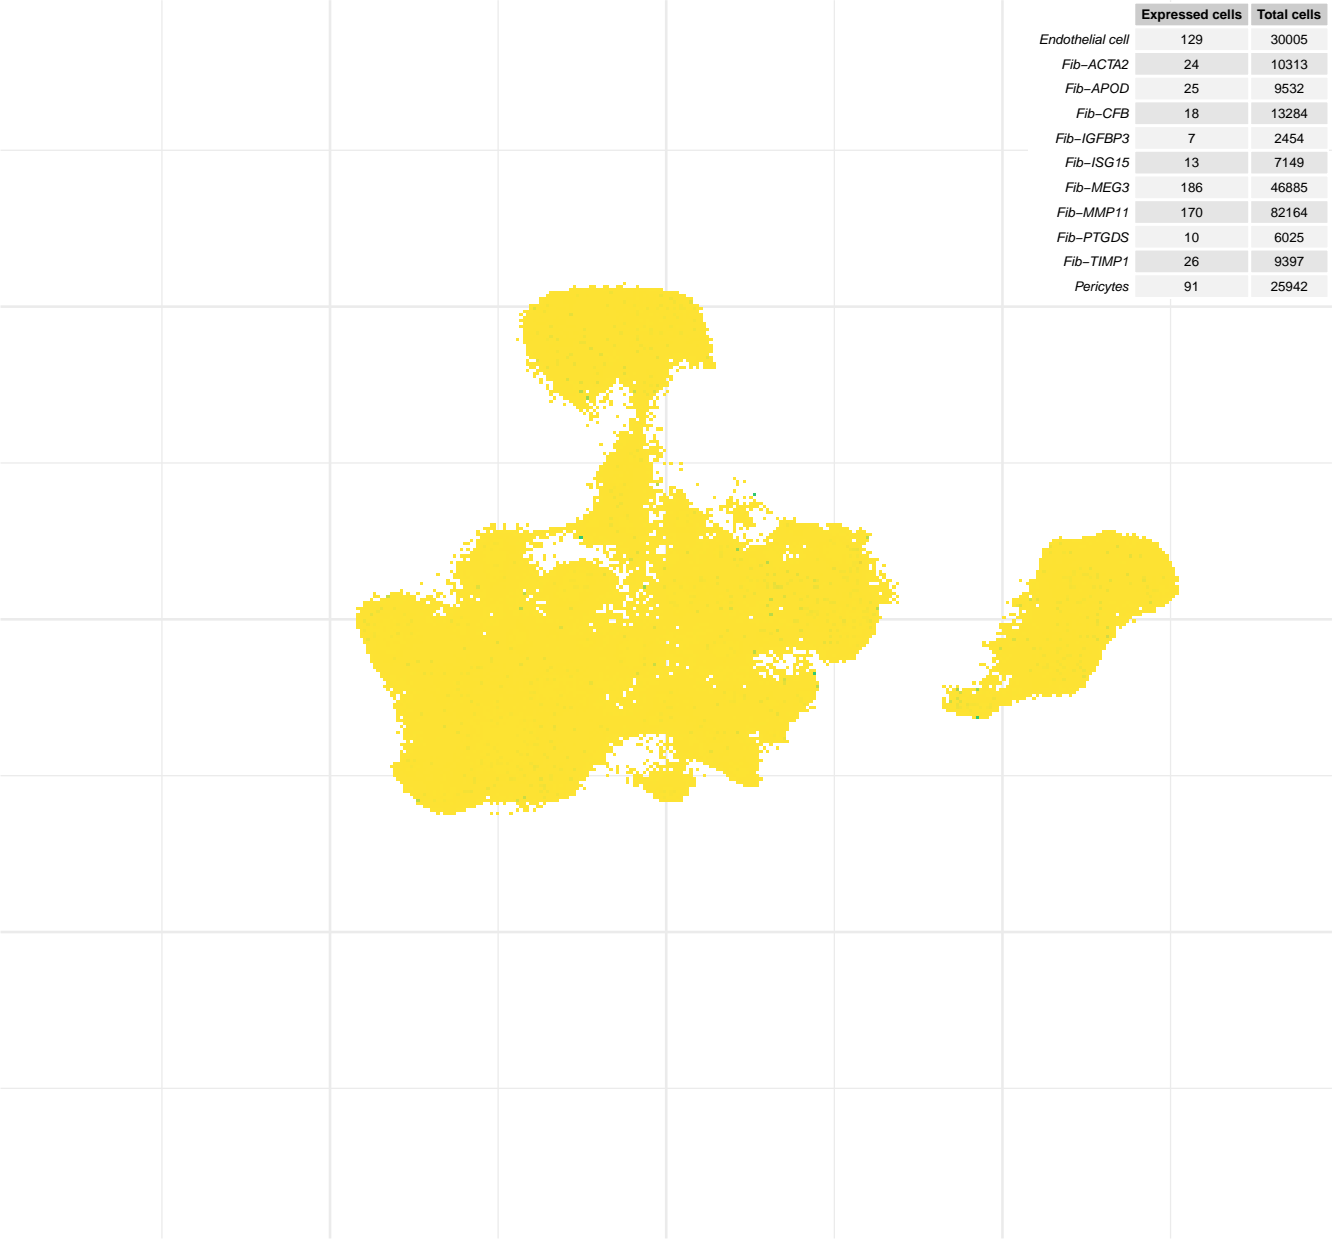 Expressed cells Total cells
Endothelial cell 129 30005
Fib−ACTA2 24 10313
Fib−APOD 25 9532
Fib−CFB 18 13284
Fib−IGFBP3 7 2454
Fib−ISG15 13 7149
Fib−MEG3 186 46885
Fib−MMP11 170 82164
Fib−PTGDS 10 6025
Fib−TIMP1 26 9397
Pericytes 91 25942